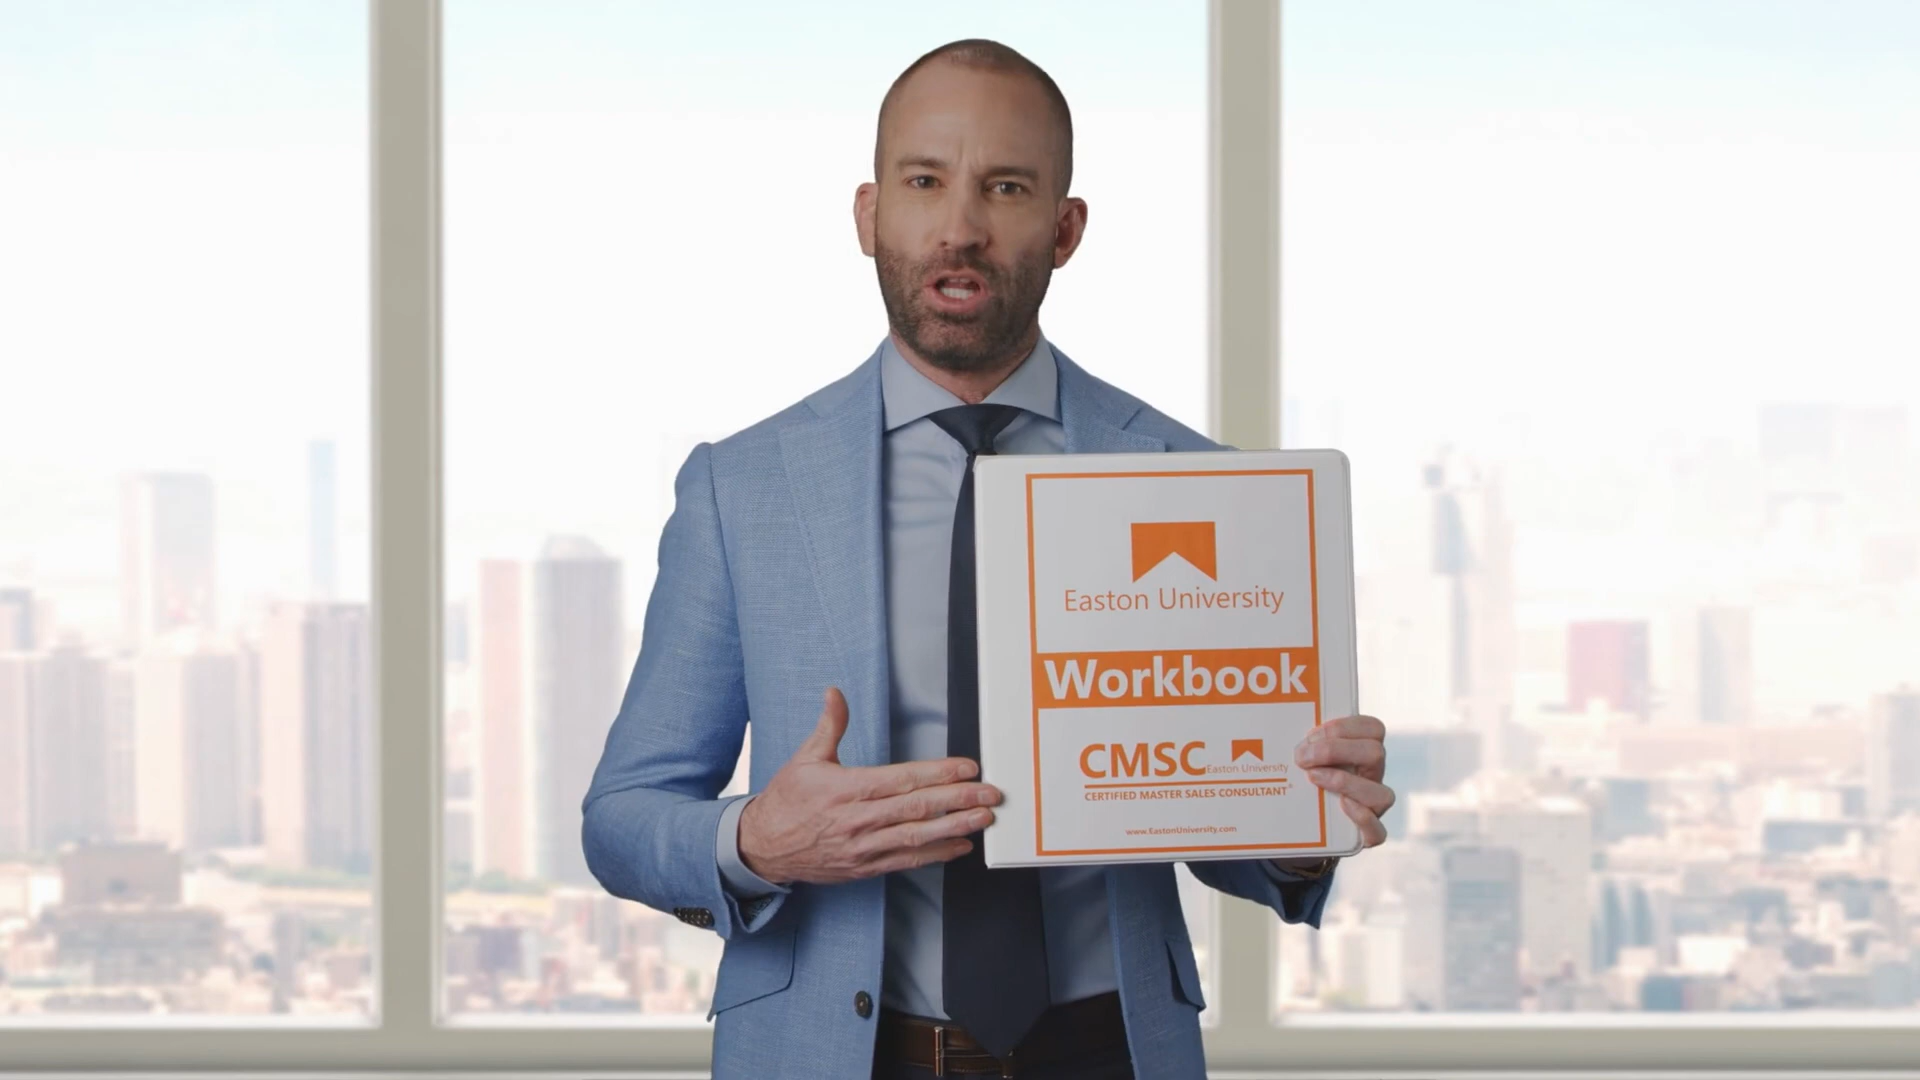 Easton University
Workbook
CMSC Easton University
CERTIFIED MASTER SALES CONSULTANT®
www.EastonUniversity.com